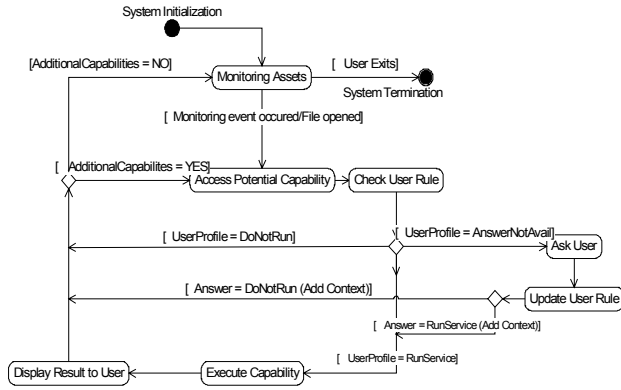 System Initialization
[AdditionalCapabilities = NO]
Monitoring Assets
[ User Exits]
System Termination
[ Monitoring event occured/File opened]
[ AdditionalCapabilites = YES]
Access Potential Capability
Check User Rule
[ UserProfile = DoNotRun]
[ UserProfile = AnswerNotAvail]
Ask User
[ Answer = DoNotRun (Add Context)]
Update User Rule
[ Answer = RunService (Add Context)]
[ UserProfile = RunService]
Display Result to User
Execute Capability